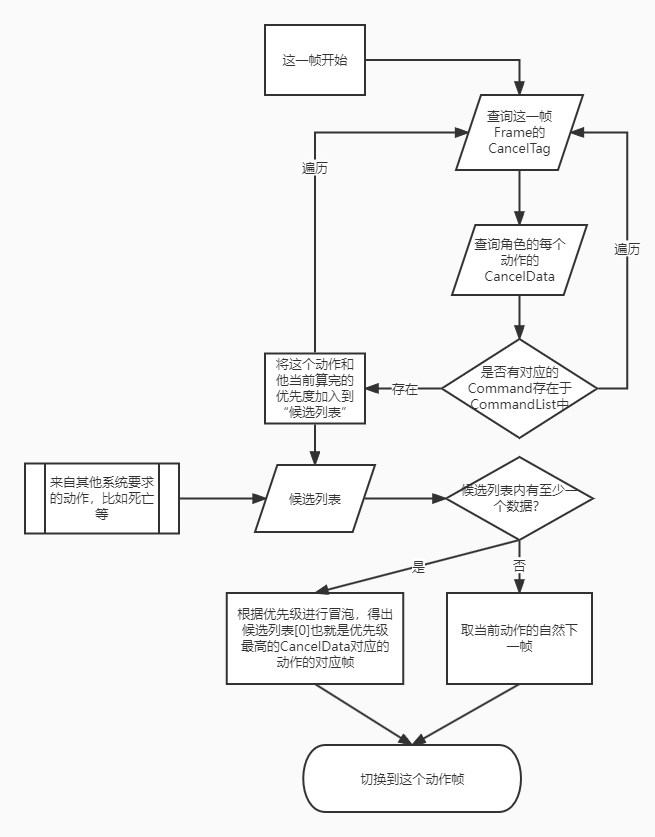 这一帧开始
查询这一帧
Frame的
CancelTag
遍历
查询角色的每个
动作的
CancelData
遍历
是否有对应的
Command存在于
CommandList中
存在
将这个动作和
他当前算完的
优先度加入到
“候选列表”
来自其他系统要求
的动作，比如死亡
等
候选列表
候选列表内有至少一
个数据？
是
否
根据优先级进行冒泡，得出
候选列表[0]也就是优先级
最高的CancelData对应的
动作的对应帧
取当前动作的自然下
一帧
切换到这个动作帧